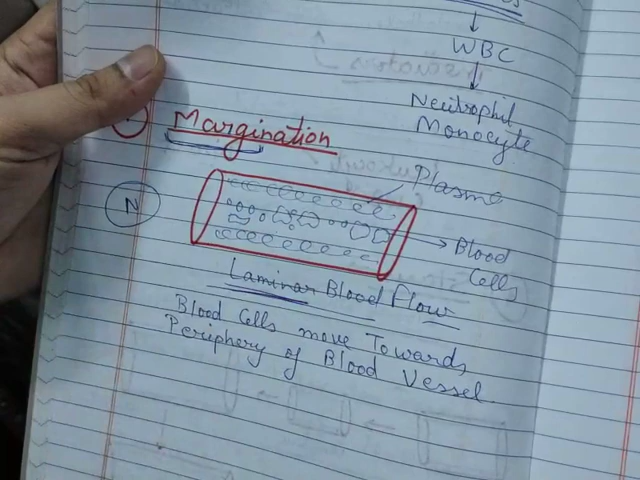 WBC
Neutrophil
Monocyte
Margination
Plasma
N
Blood
Cells
Laminar Blood Flow
Blood Cells move Towards
Periphery of Blood Vessel